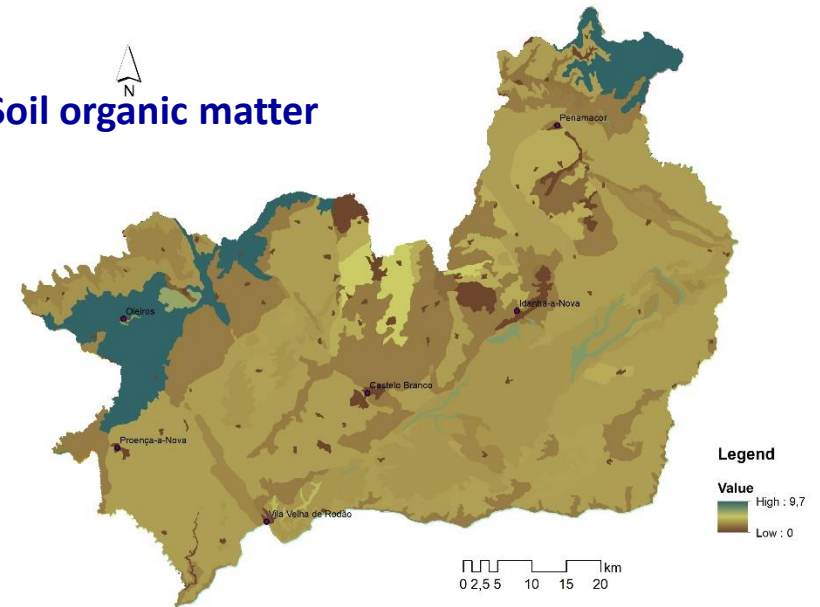 N
Soil organic matter
Penamacor
Oleiros
Idanha-a-Nova
Castelo Branco
Proença-a-Nova
Vila Velha de Rodão
Legend
Value
High : 9,7
Low : 0
km
0 2,5 5 10 15 20